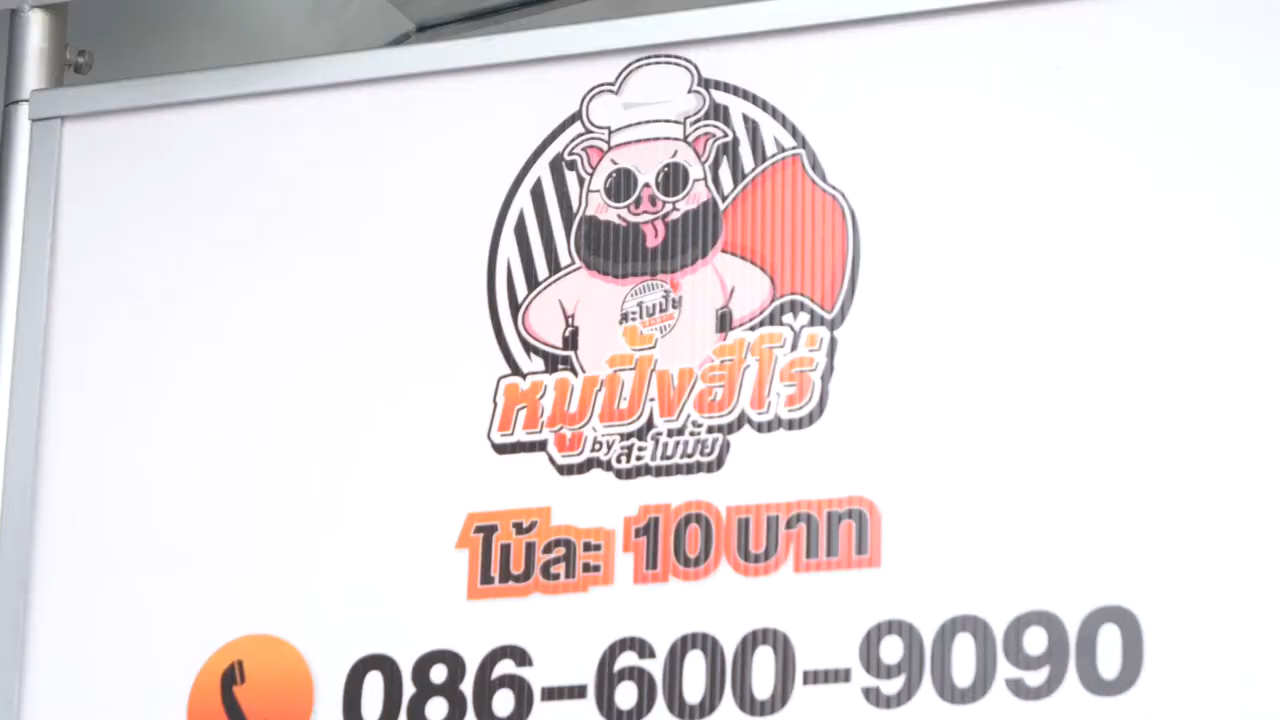 สะโบมั้ย
หมูปิ้งฮีโร่
by สะโบมั้ย
ไม้ละ 10 บาท
086-600-9090